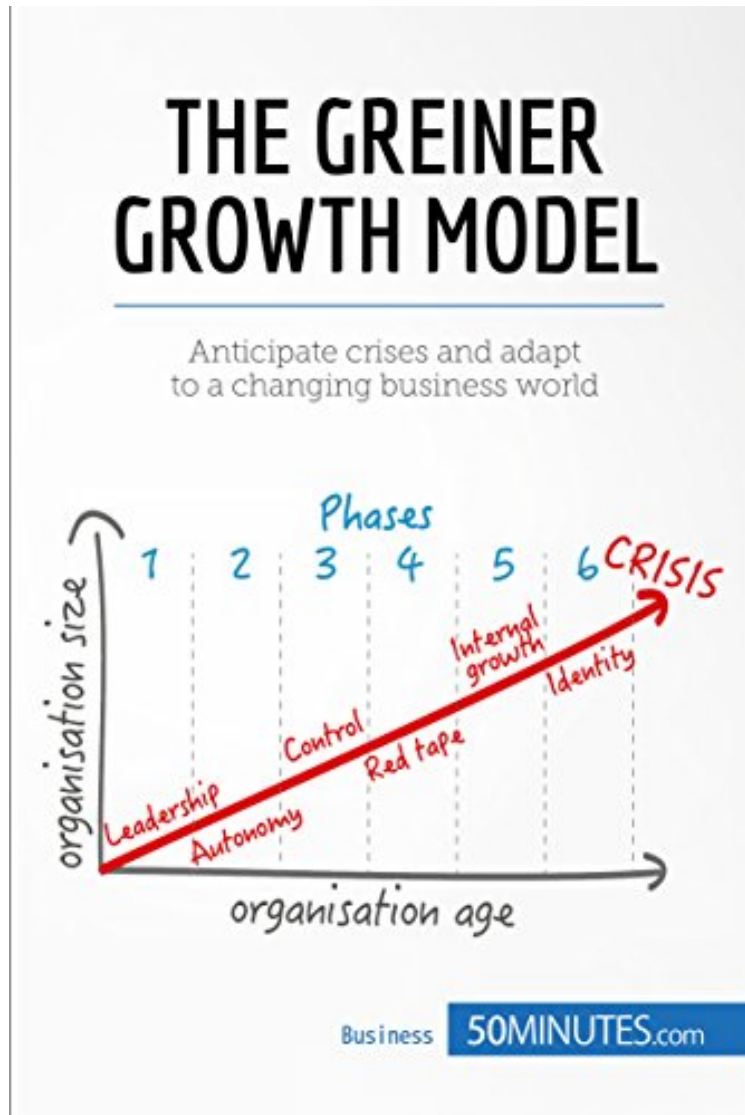 THE GREINER
GROWTH MODEL
Anticipate crises and adapt
to a changing business world
Phases
1 2 3 4 5 6 CRISIS
organisation size
Internal
growth
Identity
Control
Red tape
Leadership
Autonomy
organisation age
Business 50MINUTES.com